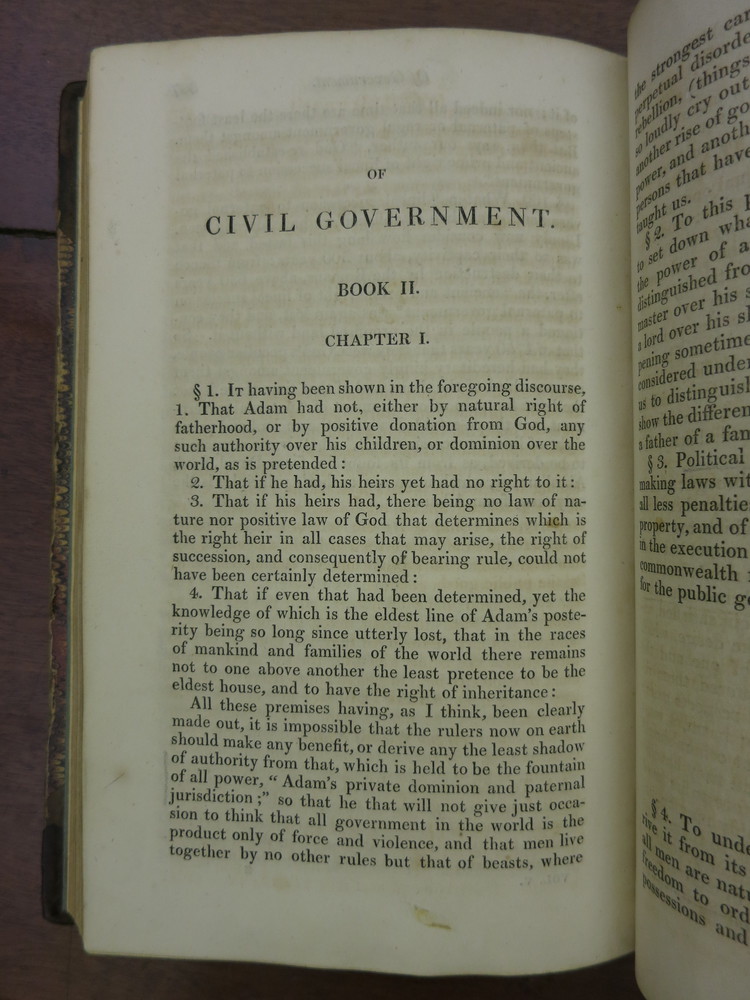 OF
CIVIL GOVERNMENT.
BOOK II.
CHAPTER I.
§ 1. IT having been shown in the foregoing discourse,
1. That Adam had not, either by natural right of
fatherhood, or by positive donation from God, any
such authority over his children, or dominion over the
world, as is pretended :
2. That if he had, his heirs yet had no right to it :
3. That if his heirs had, there being no law of na-
ture nor positive law of God that determines which is
the right heir in all cases that may arise, the right of
succession, and consequently of bearing rule, could not
have been certainly determined :
4. That if even that had been determined, yet the
knowledge of which is the eldest line of Adam's poste-
rity being so long since utterly lost, that in the races
of mankind and families of the world there remains
not to one above another the least pretence to be the
eldest house, and to have the right of inheritance :
All these premises having, as I think, been clearly
made out, it is impossible that the rulers now on earth
should make any benefit, or derive any the least shadow
of authority from that, which is held to be the fountain
of all power, " Adam's private dominion and paternal
jurisdiction ;" so that he that will not give just occa-
sion to think that all government in the world is the
product only of force and violence, and that men live
together by no other rules but that of beasts, where
the strongest
perpetual disorde
rebellion, (things
so loudly cry out
another rise of go
power, and anoth
persons that have
taught us.
§ 2. To this
to set down wha
the power of a
distinguished fro
master over his
a lord over his
pening sometime
considered under
us to distinguish
show the differen
a father of a fam
§ 3. Political
making laws wit
all less penaltie
property, and of
in the execution
commonwealth
for the public g
§ 4. To unde
rive it from its
all men are nat
freedom to ord
possessions and